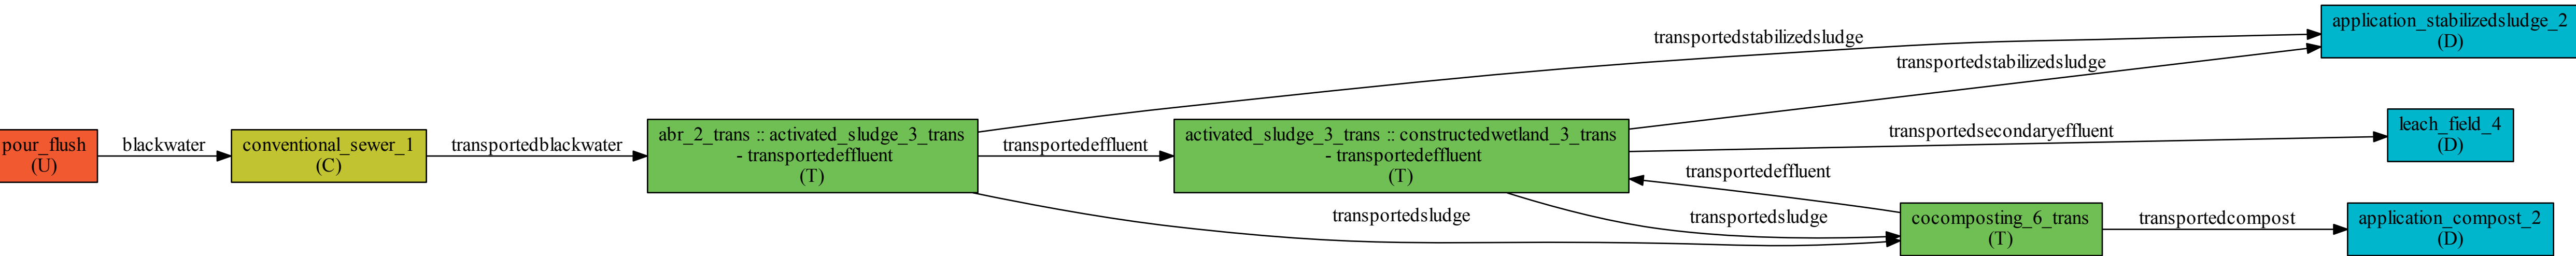 pour_flush
(U)
blackwater
conventional_sewer_1
(C)
transportedblackwater
abr_2_trans :: activated_sludge_3_trans
- transportedeffluent
(T)
transportedeffluent
activated_sludge_3_trans :: constructedwetland_3_trans
- transportedeffluent
(T)
transportedstabilizedsludge
transportedstabilizedsludge
transportedsecondaryeffluent
transportedeffluent
transportedsludge
transportedsludge
cocomposting_6_trans
(T)
transportedcompost
application_stabilizedsludge_2
(D)
leach_field_4
(D)
application_compost_2
(D)